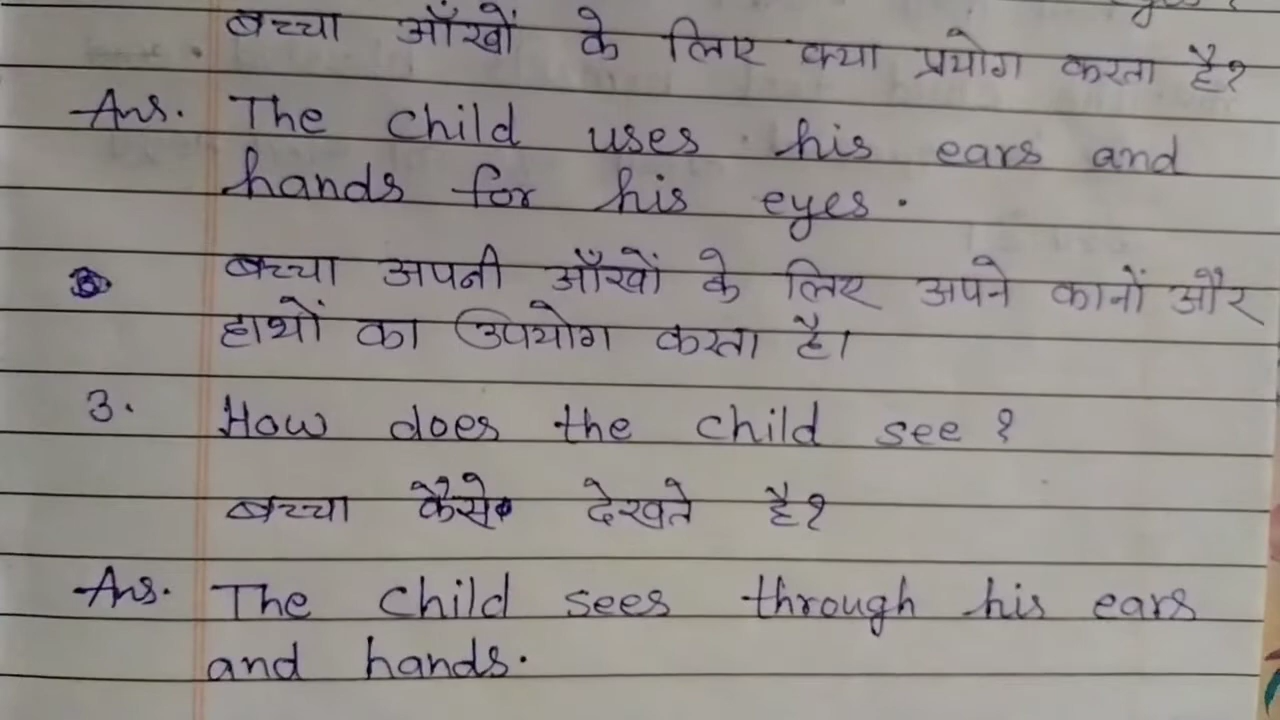 बच्चा आँखों के लिए क्या प्रयोग करता है?
Ans. The child uses his ears and
hands for his eyes.
बच्चा अपनी आँखों के लिए अपने कानों और
हाथों का उपयोग करता है।
3. How does the child see?
बच्चा कैसे देखते है?
Ans. The child sees through his ears
and hands.